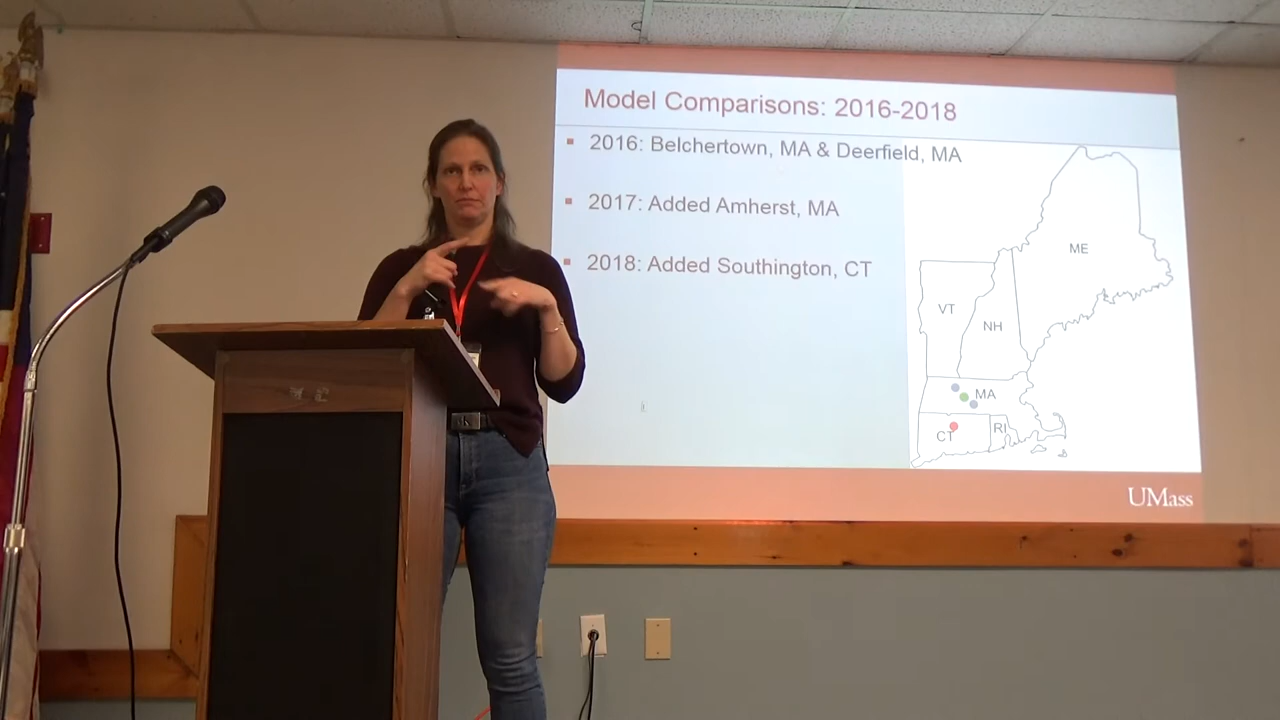 Model Comparisons: 2016-2018
2016: Belchertown, MA & Deerfield, MA
2017: Added Amherst, MA
2018: Added Southington, CT
ME
VT
NH
MA
CT
RI
UMass
K